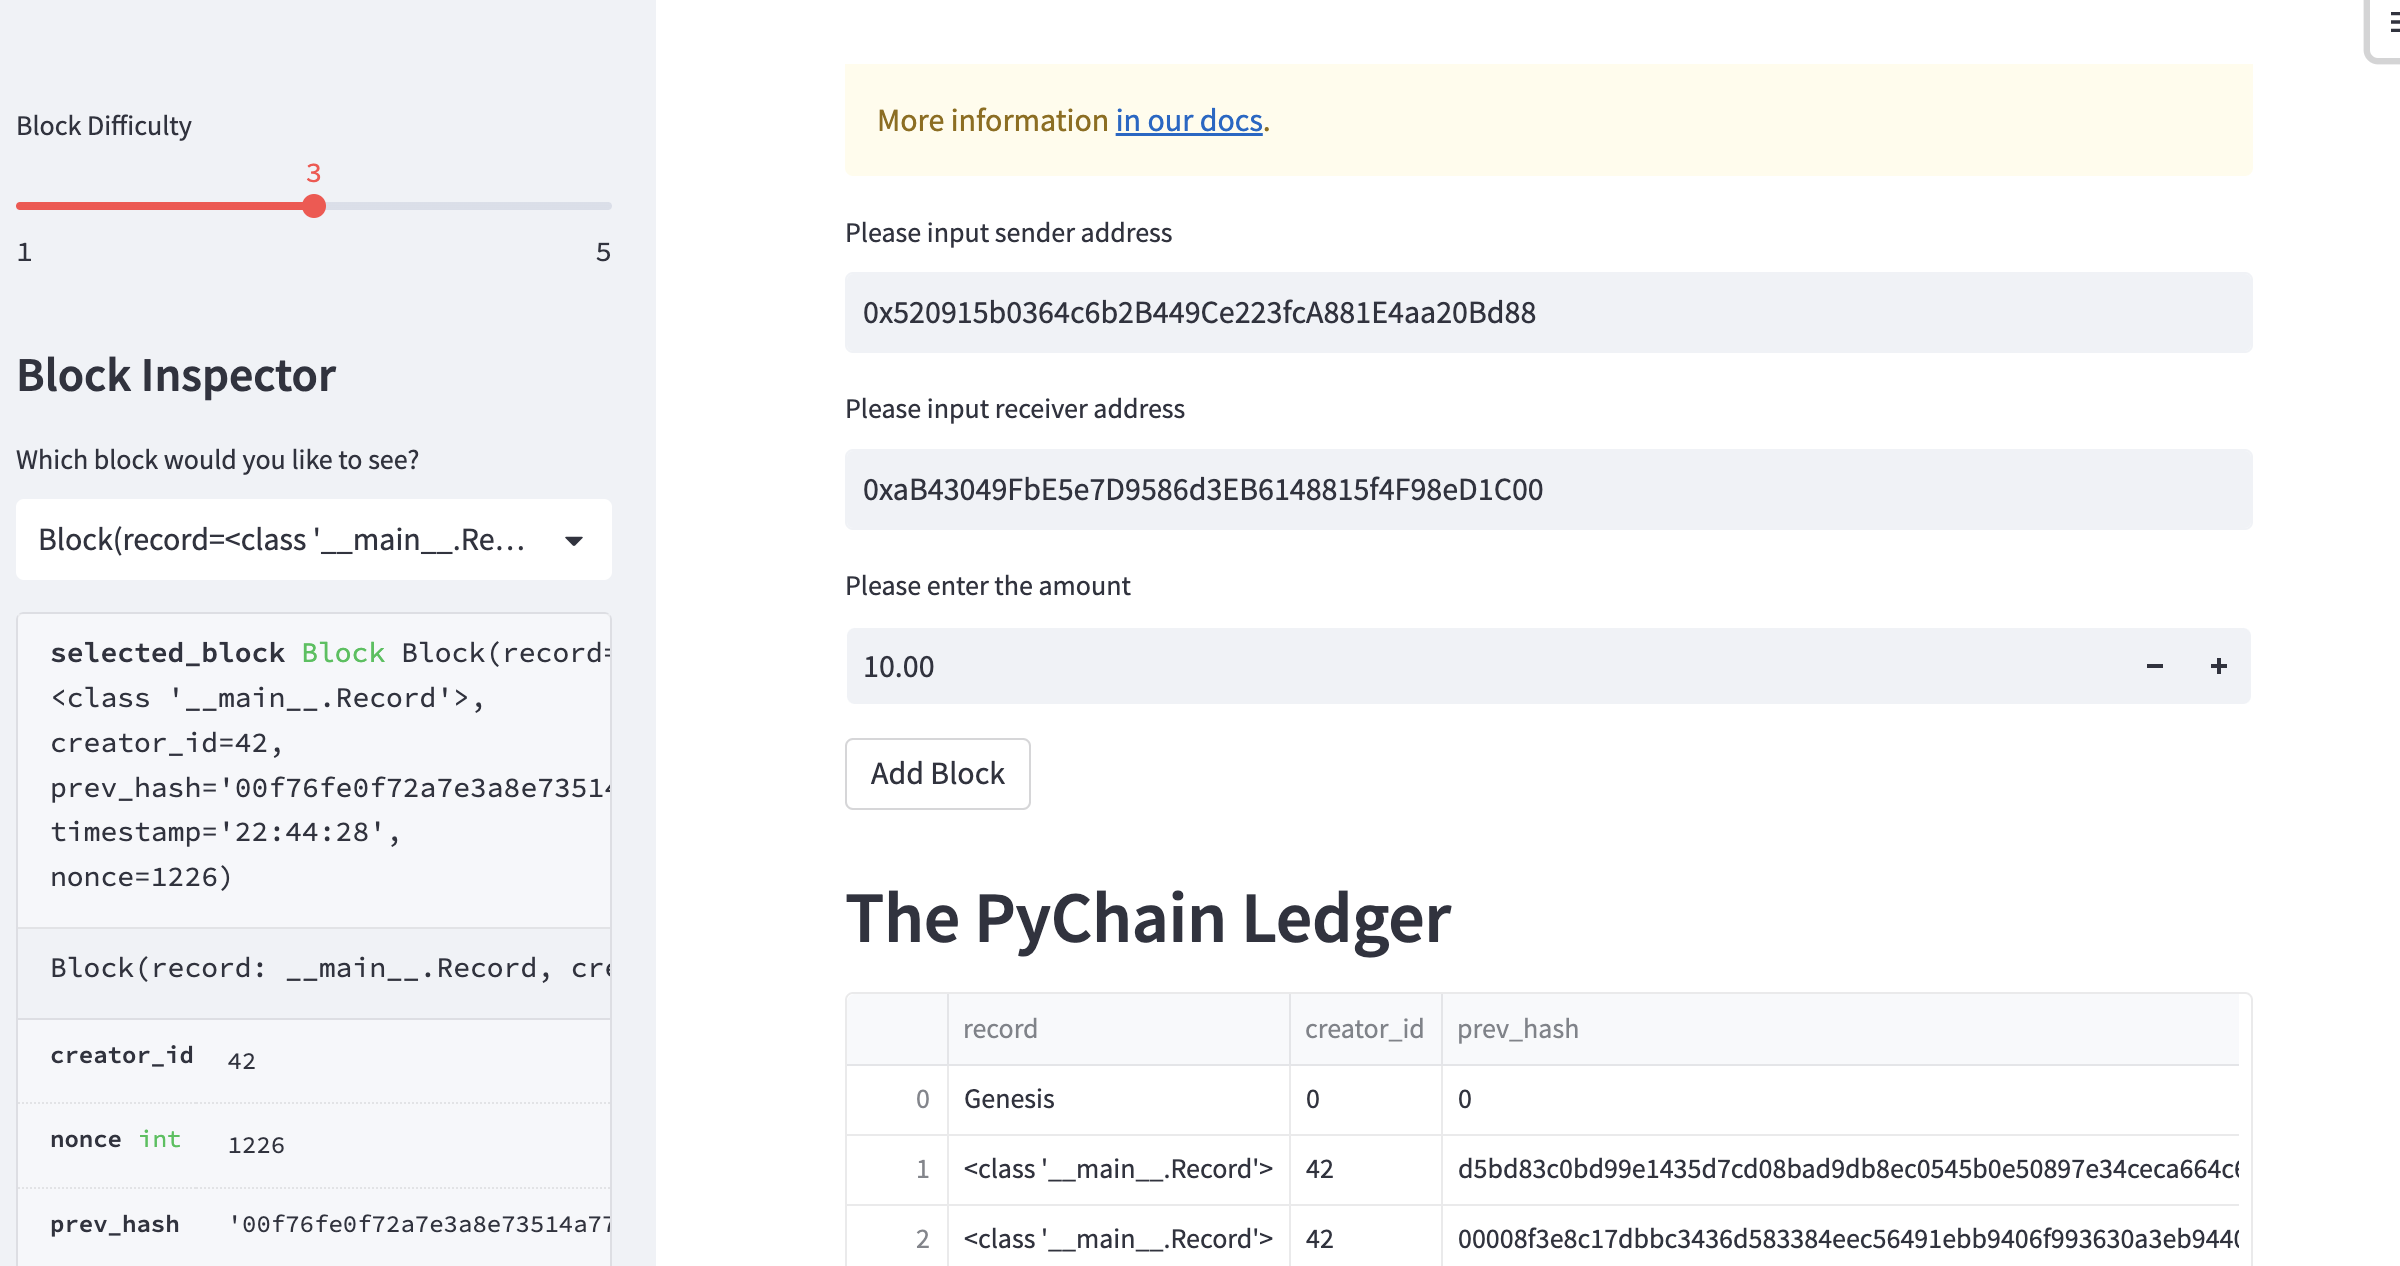 Block Difficulty
3
1 5
Block Inspector
Which block would you like to see?
Block(record=<class '__main__.Re...
selected_block Block Block(record=
<class '__main__.Record'>,
creator_id=42,
prev_hash='00f76fe0f72a7e3a8e73514
timestamp='22:44:28',
nonce=1226)
Block(record: __main__.Record, cre
creator_id 42
nonce int 1226
prev_hash '00f76fe0f72a7e3a8e73514a77
More information in our docs.
Please input sender address
0x520915b0364c6b2B449Ce223fcA881E4aa20Bd88
Please input receiver address
0xaB43049FbE5e7D9586d3EB6148815f4F98eD1C00
Please enter the amount
10.00 − +
Add Block
The PyChain Ledger
record creator_id prev_hash
0 Genesis 0 0
1 <class '__main__.Record'> 42 d5bd83c0bd99e1435d7cd08bad9db8ec0545b0e50897e34ceca664c6
2 <class '__main__.Record'> 42 00008f3e8c17dbbc3436d583384eec56491ebb9406f993630a3eb9440